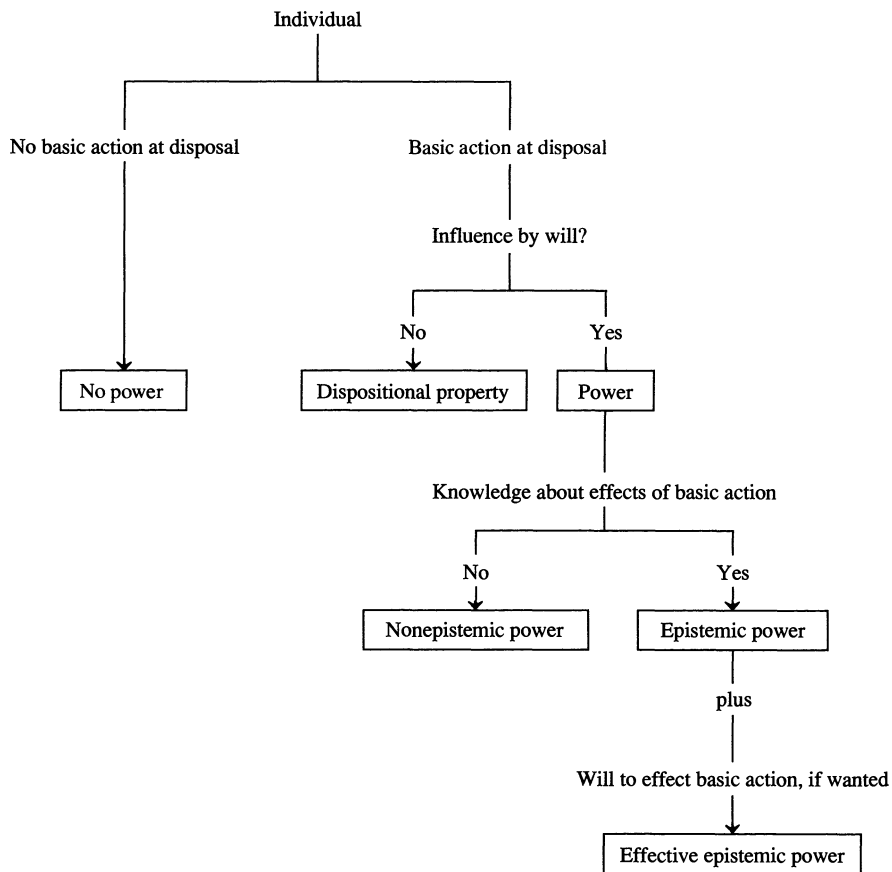 Individual
No basic action at disposal
Basic action at disposal
Influence by will?
No
Yes
No power
Dispositional property
Power
Knowledge about effects of basic action
No
Yes
Nonepistemic power
Epistemic power
plus
Will to effect basic action, if wanted
Effective epistemic power